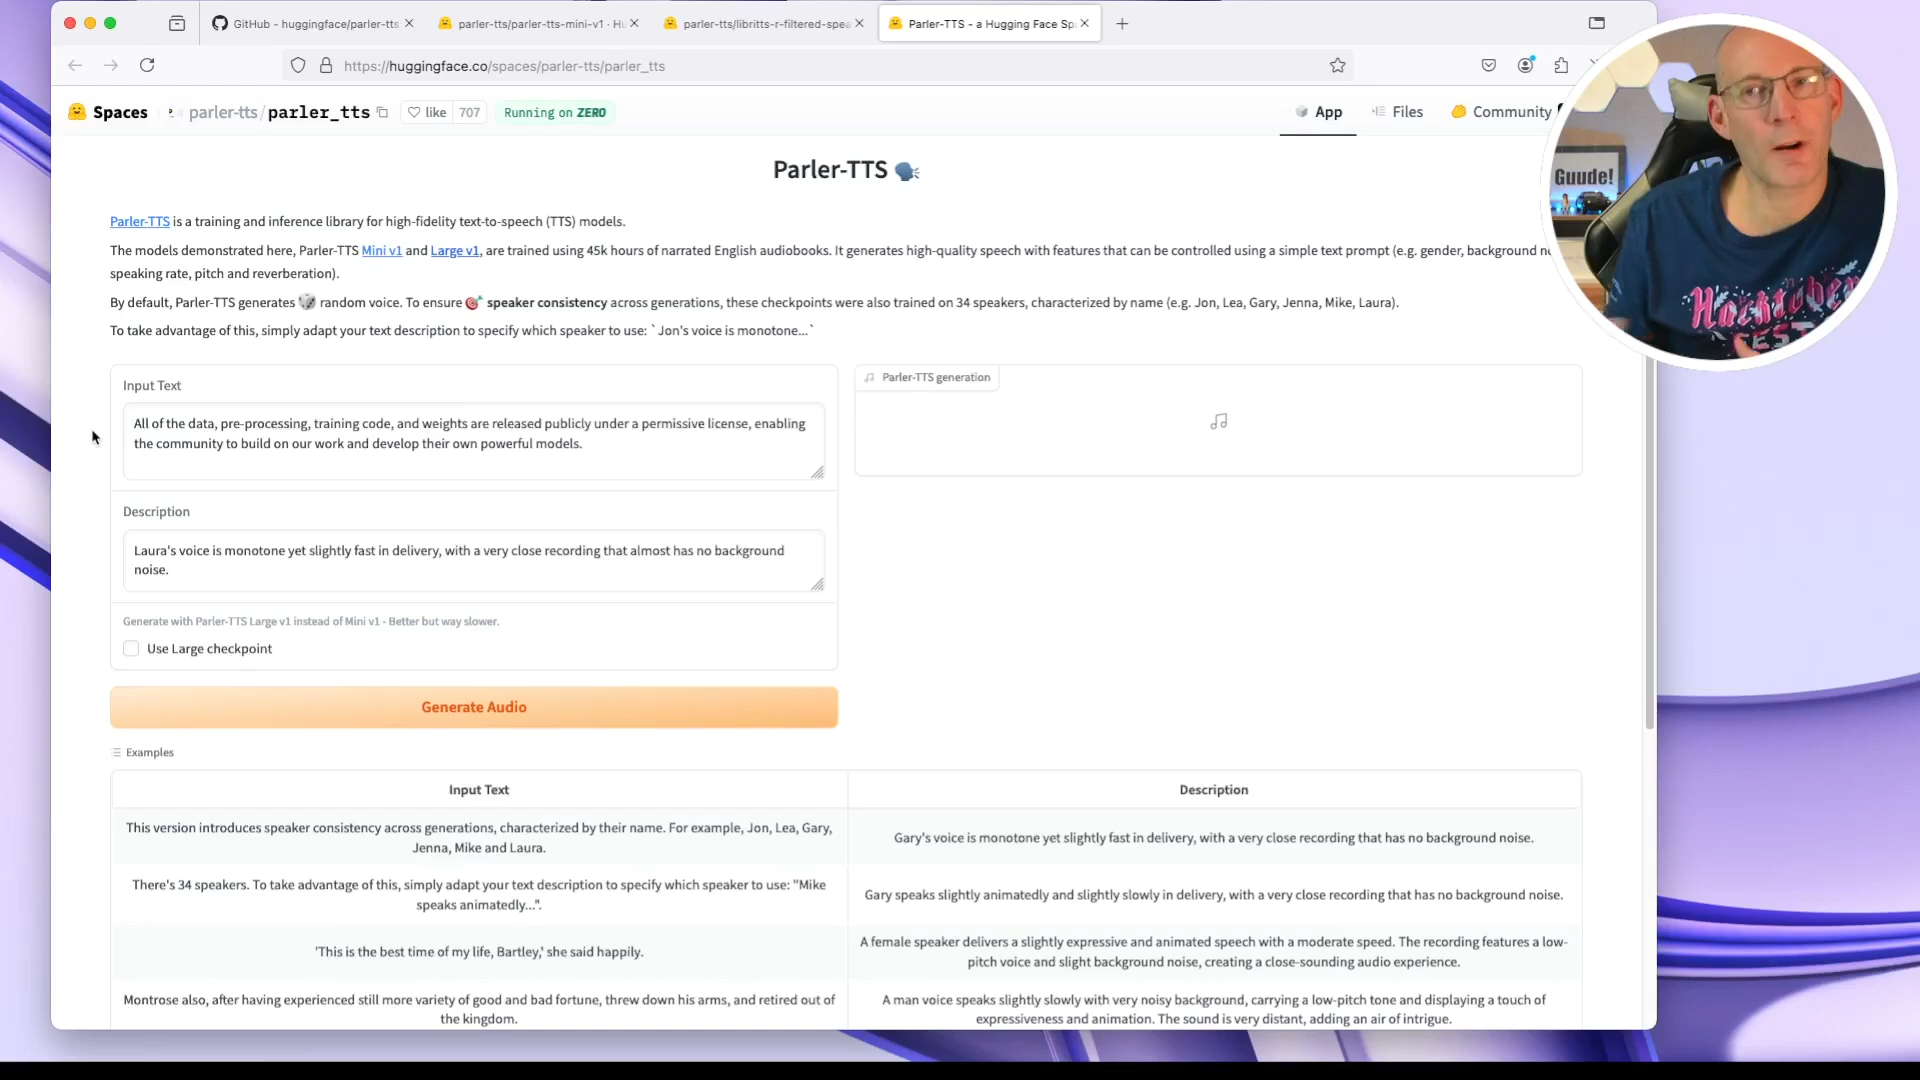 GitHub - huggingface/parler-tts
parler-tts/parler-tts-mini-v1 · Hu
parler-tts/libritts-r-filtered-spea
Parler-TTS - a Hugging Face Sp
https://huggingface.co/spaces/parler-tts/parler_tts
Spaces
parler-tts/parler_tts
like 707
Running on ZERO
App
Files
Community
Guude!
Hacktober
FEST
Parler-TTS
Parler-TTS is a training and inference library for high-fidelity text-to-speech (TTS) models.
The models demonstrated here, Parler-TTS Mini v1 and Large v1, are trained using 45k hours of narrated English audiobooks. It generates high-quality speech with features that can be controlled using a simple text prompt (e.g. gender, background
speaking rate, pitch and reverberation).
By default, Parler-TTS generates 🎲 random voice. To ensure 🎯 speaker consistency across generations, these checkpoints were also trained on 34 speakers, characterized by name (e.g. Jon, Lea, Gary, Jenna, Mike, Laura).
To take advantage of this, simply adapt your text description to specify which speaker to use: `Jon's voice is monotone...`
Input Text
All of the data, pre-processing, training code, and weights are released publicly under a permissive license, enabling
the community to build on our work and develop their own powerful models.
Parler-TTS generation
Description
Laura's voice is monotone yet slightly fast in delivery, with a very close recording that almost has no background
noise.
Generate with Parler-TTS Large v1 instead of Mini v1 - Better but way slower.
Use Large checkpoint
Generate Audio
Examples
Input Text
Description
This version introduces speaker consistency across generations, characterized by their name. For example, Jon, Lea, Gary,
Jenna, Mike and Laura.
Gary's voice is monotone yet slightly fast in delivery, with a very close recording that has no background noise.
There's 34 speakers. To take advantage of this, simply adapt your text description to specify which speaker to use: "Mike
speaks animatedly...".
Gary speaks slightly animatedly and slightly slowly in delivery, with a very close recording that has no background noise.
'This is the best time of my life, Bartley,' she said happily.
A female speaker delivers a slightly expressive and animated speech with a moderate speed. The recording features a low-
pitch voice and slight background noise, creating a close-sounding audio experience.
Montrose also, after having experienced still more variety of good and bad fortune, threw down his arms, and retired out of
the kingdom.
A man voice speaks slightly slowly with very noisy background, carrying a low-pitch tone and displaying a touch of
expressiveness and animation. The sound is very distant, adding an air of intrigue.